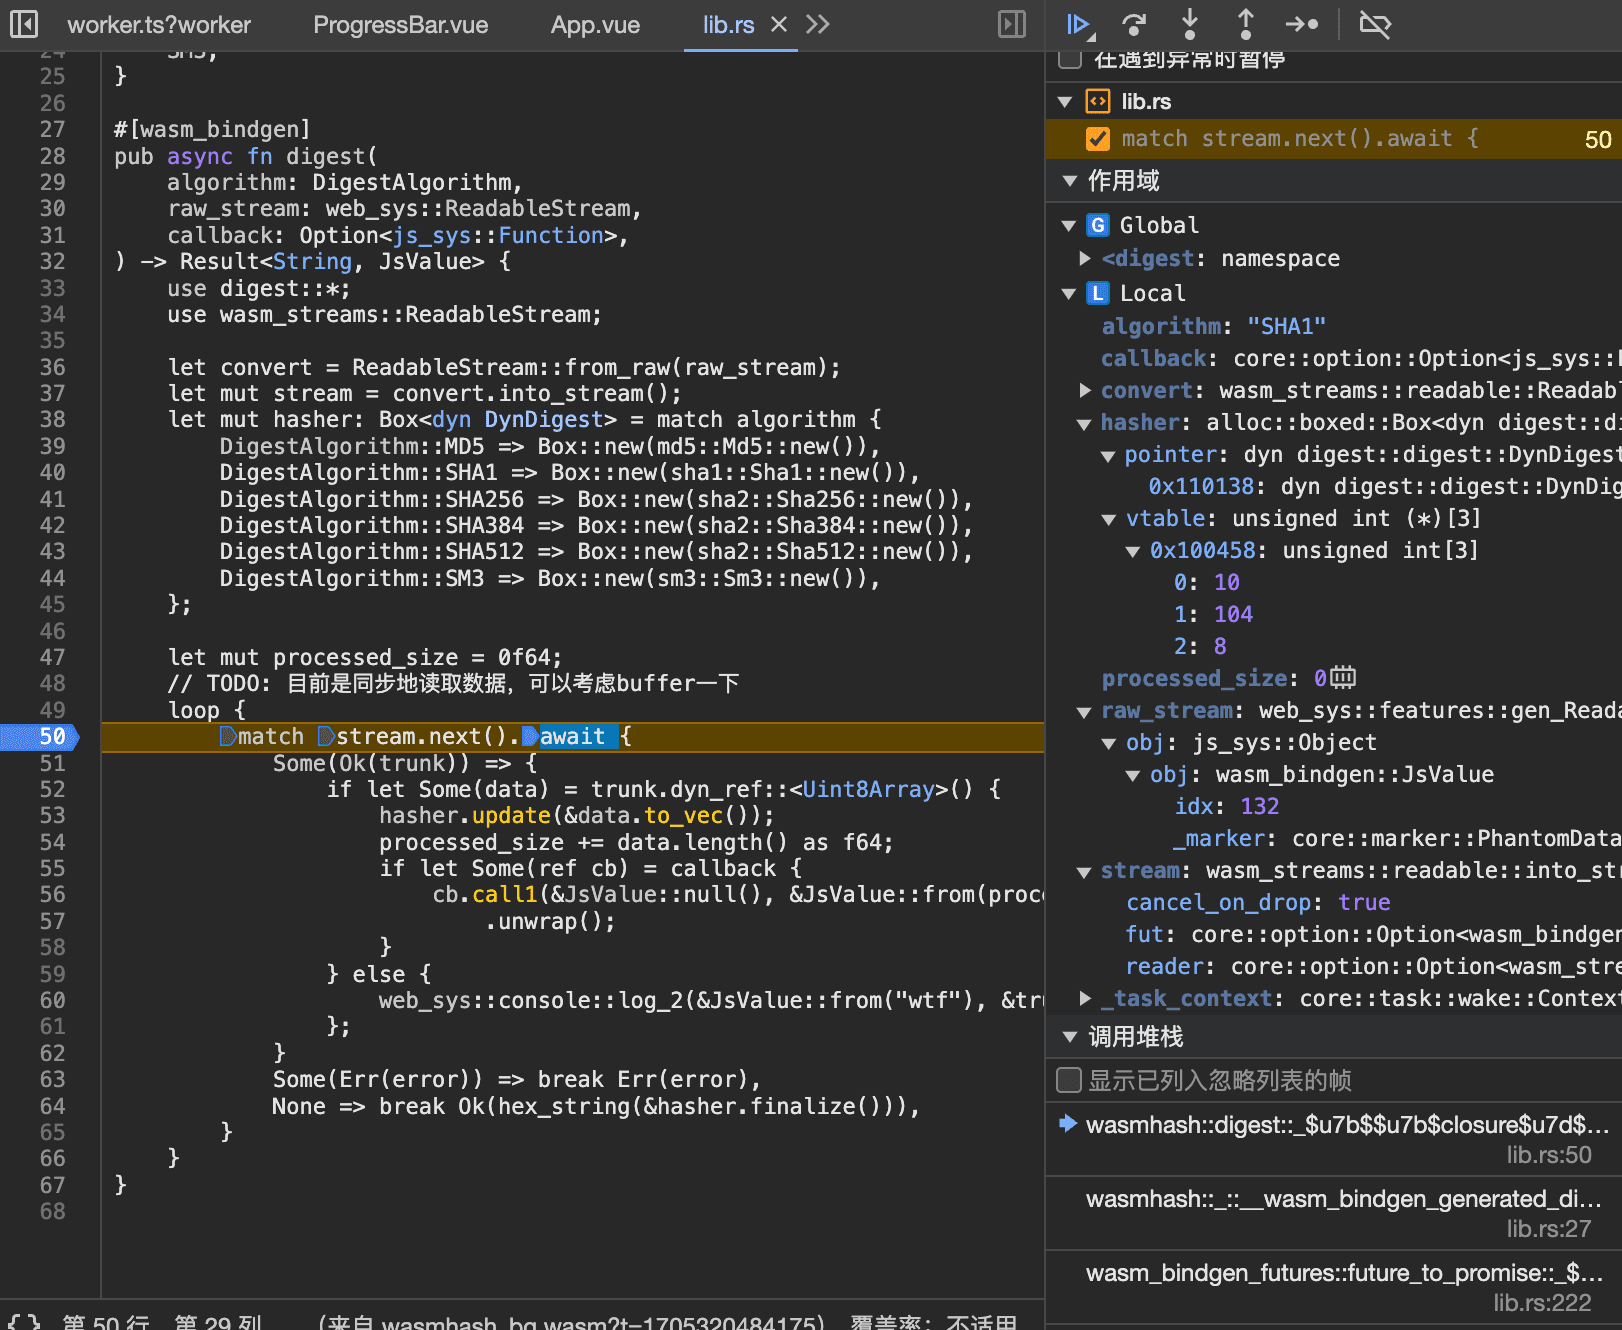 worker.ts?worker ProgressBar.vue App.vue lib.rs
25 }
26
27 #[wasm_bindgen]
28 pub async fn digest(
29 algorithm: DigestAlgorithm,
30 raw_stream: web_sys::ReadableStream,
31 callback: Option<js_sys::Function>,
32 ) -> Result<String, JsValue> {
33 use digest::*;
34 use wasm_streams::ReadableStream;
35
36 let convert = ReadableStream::from_raw(raw_stream);
37 let mut stream = convert.into_stream();
38 let mut hasher: Box<dyn DynDigest> = match algorithm {
39 DigestAlgorithm::MD5 => Box::new(md5::Md5::new()),
40 DigestAlgorithm::SHA1 => Box::new(sha1::Sha1::new()),
41 DigestAlgorithm::SHA256 => Box::new(sha2::Sha256::new()),
42 DigestAlgorithm::SHA384 => Box::new(sha2::Sha384::new()),
43 DigestAlgorithm::SHA512 => Box::new(sha2::Sha512::new()),
44 DigestAlgorithm::SM3 => Box::new(sm3::Sm3::new()),
45 };
46
47 let mut processed_size = 0f64;
48 // TODO: 目前是同步地读取数据，可以考虑buffer一下
49 loop {
50 match stream.next().await {
51 Some(Ok(trunk)) => {
52 if let Some(data) = trunk.dyn_ref::<Uint8Array>() {
53 hasher.update(&data.to_vec());
54 processed_size += data.length() as f64;
55 if let Some(ref cb) = callback {
56 cb.call1(&JsValue::null(), &JsValue::from(proc
57 .unwrap();
58 }
59 } else {
60 web_sys::console::log_2(&JsValue::from("wtf"), &tru
61 };
62 }
63 Some(Err(error)) => break Err(error),
64 None => break Ok(hex_string(&hasher.finalize())),
65 }
66 }
67 }
68
{} 第 50 行，第 29 列 (来自 wasmhash_bg.wasm?t=1705320484175) 覆盖率：不适用
在遇到异常时暂停
lib.rs
match stream.next().await { 50
作用域
G Global
<digest: namespace
L Local
algorithm: "SHA1"
callback: core::option::Option<js_sys::
convert: wasm_streams::readable::Readabl
hasher: alloc::boxed::Box<dyn digest::di
pointer: dyn digest::digest::DynDigest
0x110138: dyn digest::digest::DynDig
vtable: unsigned int (*)[3]
0x100458: unsigned int[3]
0: 10
1: 104
2: 8
processed_size: 0
raw_stream: web_sys::features::gen_Reada
obj: js_sys::Object
obj: wasm_bindgen::JsValue
idx: 132
_marker: core::marker::PhantomData
stream: wasm_streams::readable::into_str
cancel_on_drop: true
fut: core::option::Option<wasm_bindgen
reader: core::option::Option<wasm_stre
_task_context: core::task::wake::Context
调用堆栈
显示已列入忽略列表的帧
wasmhash::digest::_$u7b$$u7b$closure$u7d$…
lib.rs:50
wasmhash::_::__wasm_bindgen_generated_di…
lib.rs:27
wasm_bindgen_futures::future_to_promise::_$…
lib.rs:222